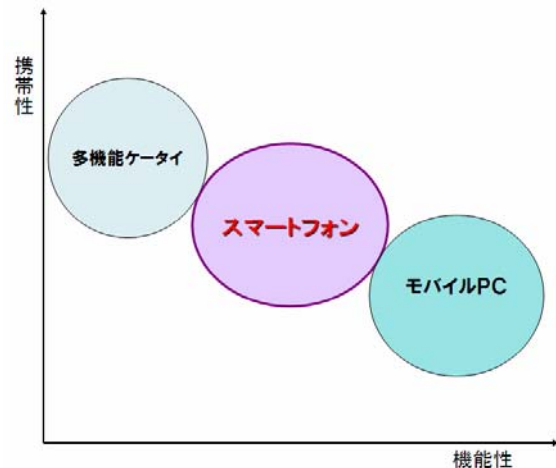 携帯性
多機能ケータイ
スマートフォン
モバイルPC
機能性